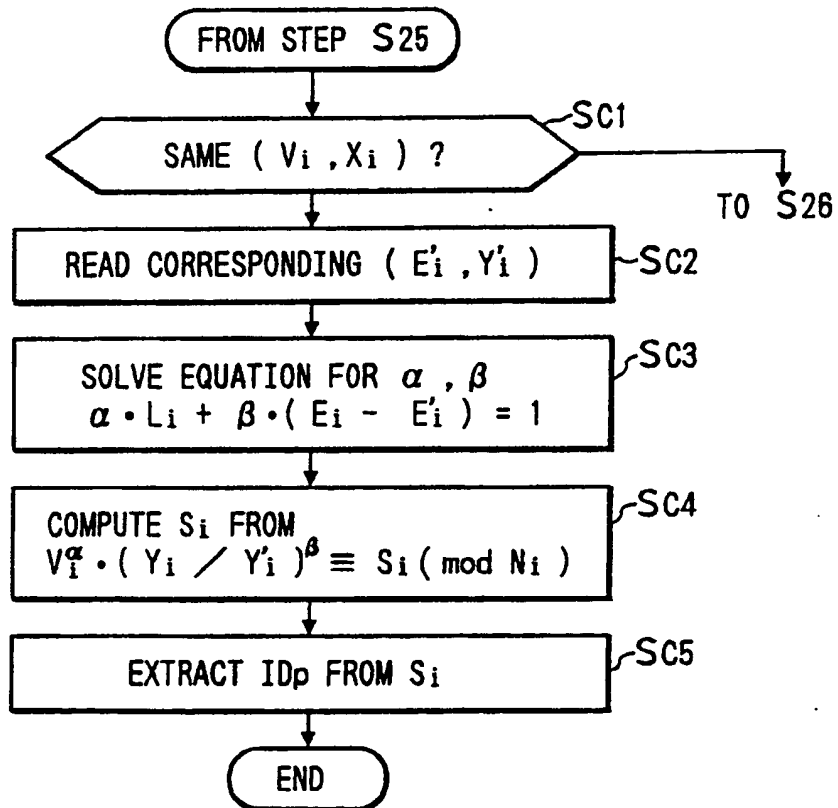 FROM STEP S25
SC1
SAME ( Vi , Xi ) ?
TO S26
READ CORRESPONDING ( E'i , Y'i )
SC2
SC3
SOLVE EQUATION FOR α , β
α • Li + β • ( Ei - E'i ) = 1
SC4
COMPUTE Si FROM
Vi^α • ( Yi / Y'i )^β ≡ Si ( mod Ni )
SC5
EXTRACT IDp FROM Si
END